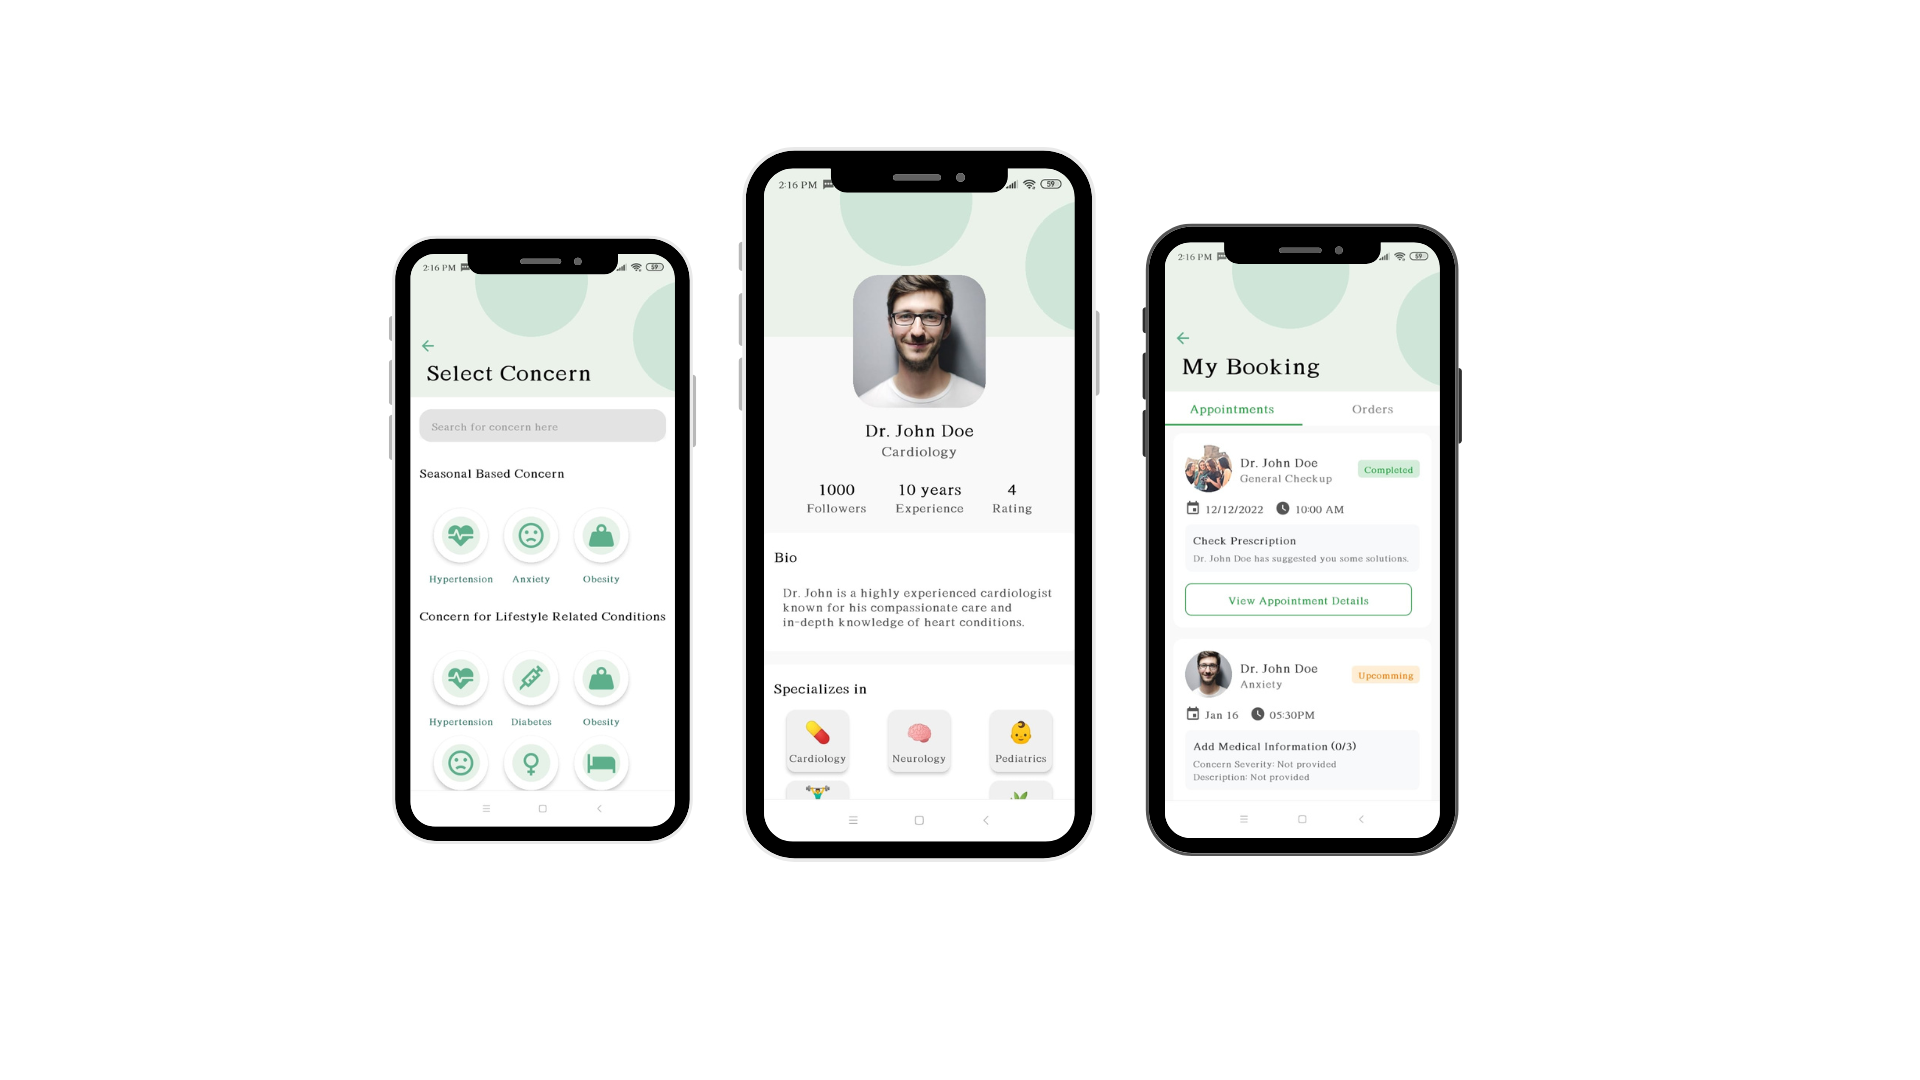 2:16 PM
59
Select Concern
Search for concern here
Seasonal Based Concern
Hypertension Anxiety Obesity
Concern for Lifestyle Related Conditions
Hypertension Diabetes Obesity
2:16 PM
59
Dr. John Doe
Cardiology
1000 10 years 4
Followers Experience Rating
Bio
Dr. John is a highly experienced cardiologist
known for his compassionate care and
in-depth knowledge of heart conditions.
Specializes in
Cardiology Neurology Pediatrics
2:16 PM
59
My Booking
Appointments Orders
Dr. John Doe
General Checkup
Completed
12/12/2022 10:00 AM
Check Prescription
Dr. John Doe has suggested you some solutions.
View Appointment Details
Dr. John Doe
Anxiety
Upcomming
Jan 16 05:30PM
Add Medical Information (0/3)
Concern Severity: Not provided
Description: Not provided